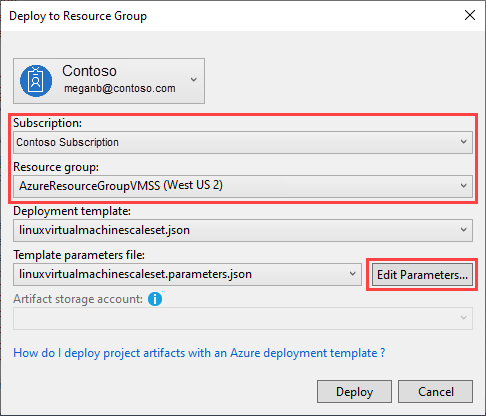 Deploy to Resource Group
Contoso
meganb@contoso.com
Subscription:
Contoso Subscription
Resource group:
AzureResourceGroupVMSS (West US 2)
Deployment template:
linuxvirtualmachinescaleset.json
Template parameters file:
linuxvirtualmachinescaleset.parameters.json
Edit Parameters...
Artifact storage account:
How do I deploy project artifacts with an Azure deployment template ?
Deploy
Cancel